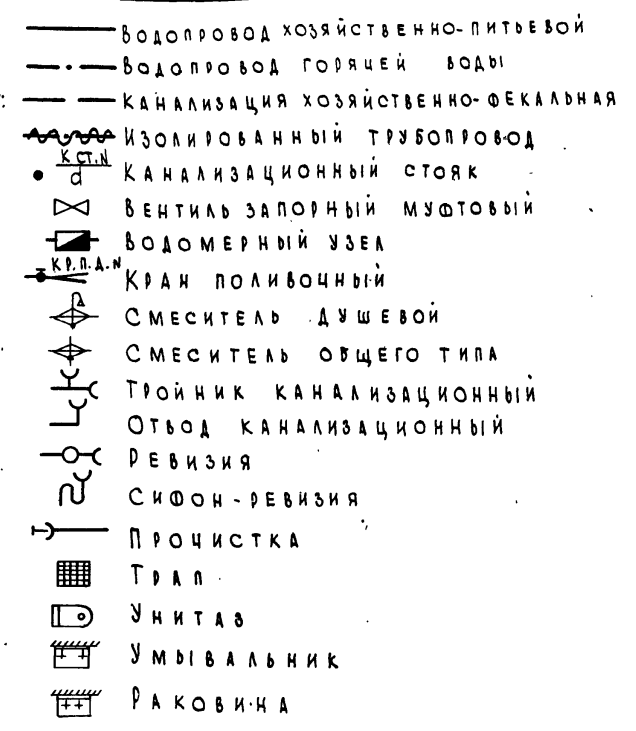 ВОДОПРОВОД ХОЗЯЙСТВЕННО-ПИТЬЕВОЙ
ВОДОПРОВОД ГОРЯЧЕЙ ВОДЫ
КАНАЛИЗАЦИЯ ХОЗЯЙСТВЕННО-ФЕКАЛЬНАЯ
ИЗОЛИРОВАННЫЙ ТРУБОПРОВОД
К СТ.N
d
КАНАЛИЗАЦИОННЫЙ СТОЯК
ВЕНТИЛЬ ЗАПОРНЫЙ МУФТОВЫЙ
ВОДОМЕРНЫЙ УЗЕЛ
КР.П.Д.N
КРАН ПОЛИВОЧНЫЙ
СМЕСИТЕЛЬ ДУШЕВОЙ
СМЕСИТЕЛЬ ОБЩЕГО ТИПА
ТРОЙНИК КАНАЛИЗАЦИОННЫЙ
ОТВОД КАНАЛИЗАЦИОННЫЙ
РЕВИЗИЯ
СИФОН-РЕВИЗИЯ
ПРОЧИСТКА
ТРАП
УНИТАЗ
УМЫВАЛЬНИК
РАКОВИНА